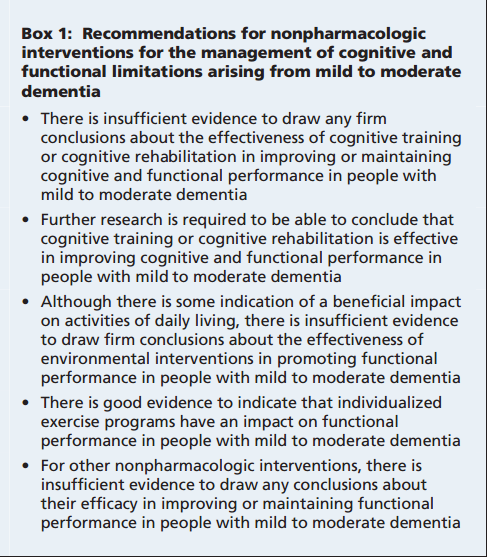 Box 1: Recommendations for nonpharmacologic
interventions for the management of cognitive and
functional limitations arising from mild to moderate
dementia
• There is insufficient evidence to draw any firm
conclusions about the effectiveness of cognitive training
or cognitive rehabilitation in improving or maintaining
cognitive and functional performance in people with
mild to moderate dementia
• Further research is required to be able to conclude that
cognitive training or cognitive rehabilitation is effective
in improving cognitive and functional performance in
people with mild to moderate dementia
• Although there is some indication of a beneficial impact
on activities of daily living, there is insufficient evidence
to draw firm conclusions about the effectiveness of
environmental interventions in promoting functional
performance in people with mild to moderate dementia
• There is good evidence to indicate that individualized
exercise programs have an impact on functional
performance in people with mild to moderate dementia
• For other nonpharmacologic interventions, there is
insufficient evidence to draw any conclusions about
their efficacy in improving or maintaining functional
performance in people with mild to moderate dementia